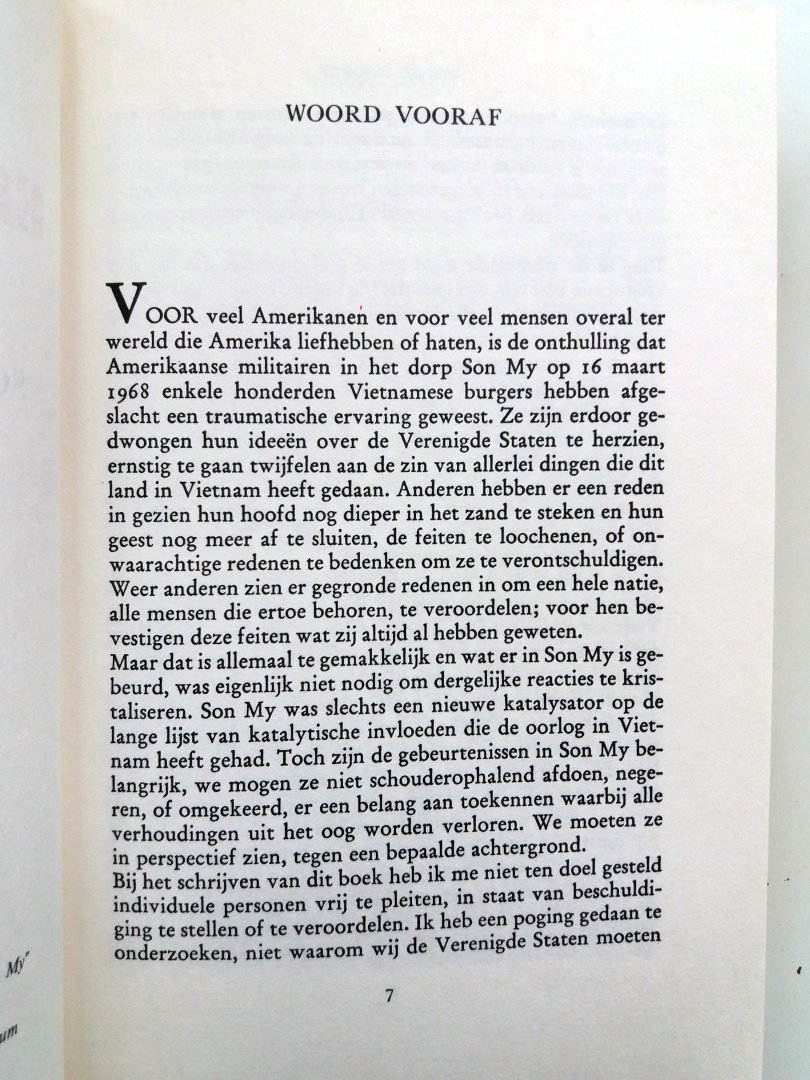 WOORD VOORAF
VOOR veel Amerikanen en voor veel mensen overal ter
wereld die Amerika liefhebben of haten, is de onthulling dat
Amerikaanse militairen in het dorp Son My op 16 maart
1968 enkele honderden Vietnamese burgers hebben afge-
slacht een traumatische ervaring geweest. Ze zijn erdoor ge-
dwongen hun ideeën over de Verenigde Staten te herzien,
ernstig te gaan twijfelen aan de zin van allerlei dingen die dit
land in Vietnam heeft gedaan. Anderen hebben er een reden
in gezien hun hoofd nog dieper in het zand te steken en hun
geest nog meer af te sluiten, de feiten te loochenen, of on-
waarachtige redenen te bedenken om ze te verontschuldigen.
Weer anderen zien er gegronde redenen in om een hele natie,
alle mensen die ertoe behoren, te veroordelen; voor hen be-
vestigen deze feiten wat zij altijd al hebben geweten.
Maar dat is allemaal te gemakkelijk en wat er in Son My is ge-
beurd, was eigenlijk niet nodig om dergelijke reacties te kris-
taliseren. Son My was slechts een nieuwe katalysator op de
lange lijst van katalytische invloeden die de oorlog in Viet-
nam heeft gehad. Toch zijn de gebeurtenissen in Son My be-
langrijk, we mogen ze niet schouderophalend afdoen, nege-
ren, of omgekeerd, er een belang aan toekennen waarbij alle
verhoudingen uit het oog worden verloren. We moeten ze
in perspectief zien, tegen een bepaalde achtergrond.
Bij het schrijven van dit boek heb ik me niet ten doel gesteld
individuele personen vrij te pleiten, in staat van beschuldi-
ging te stellen of te veroordelen. Ik heb een poging gedaan te
onderzoeken, niet waarom wij de Verenigde Staten moeten
7
My"
um